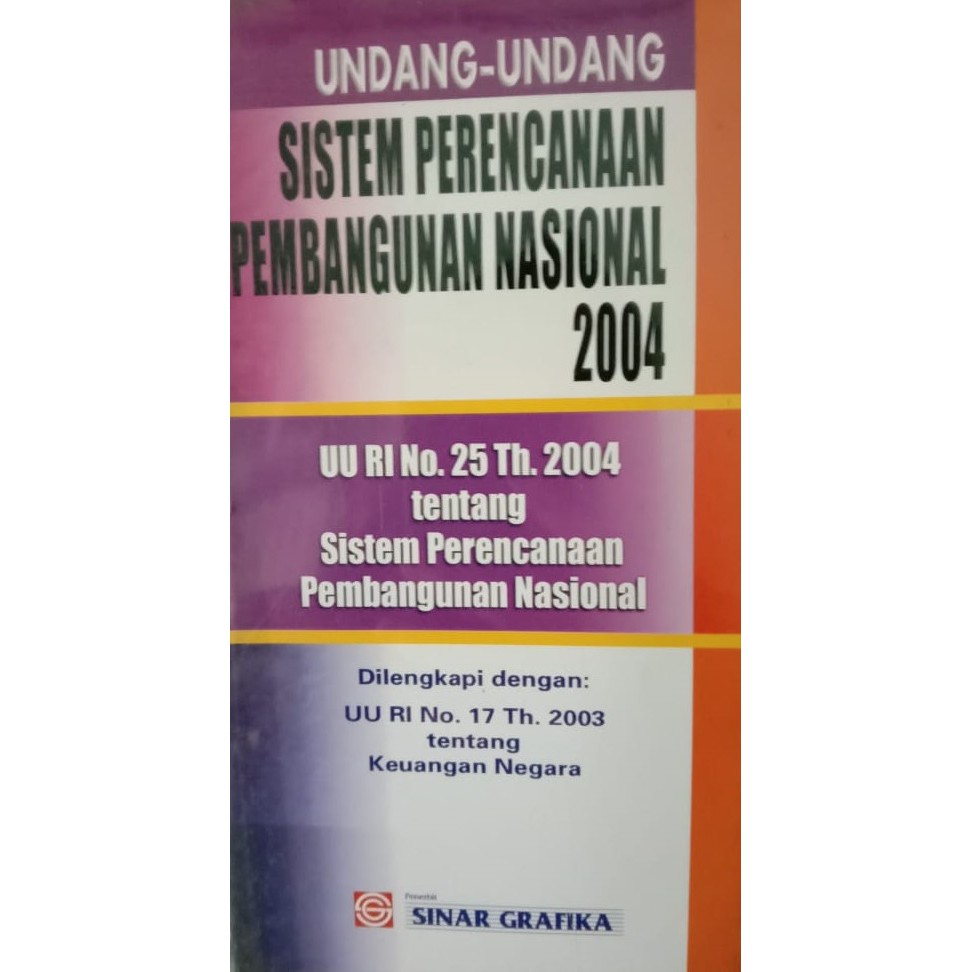 UNDANG-UNDANG
SISTEM PERENCANAAN
PEMBANGUNAN NASIONAL
2004
UU RI No. 25 Th. 2004
tentang
Sistem Perencanaan
Pembangunan Nasional
Dilengkapi dengan:
UU RI No. 17 Th. 2003
tentang
Keuangan Negara
Penerbit
SINAR GRAFIKA